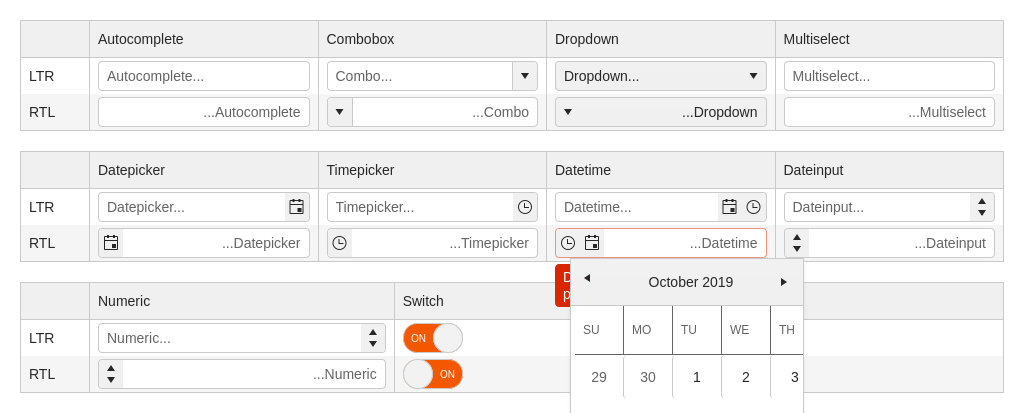 Autocomplete Combobox Dropdown Multiselect
LTR Autocomplete... Combo... Dropdown... Multiselect...
RTL ...Autocomplete ...Combo ...Dropdown ...Multiselect
Datepicker Timepicker Datetime Dateinput
LTR Datepicker... Timepicker... Datetime... Dateinput...
RTL ...Datepicker ...Timepicker ...Datetime ...Dateinput
October 2019
Numeric Switch
SU MO TU WE TH
LTR Numeric... ON
RTL ...Numeric ON
29 30 1 2 3